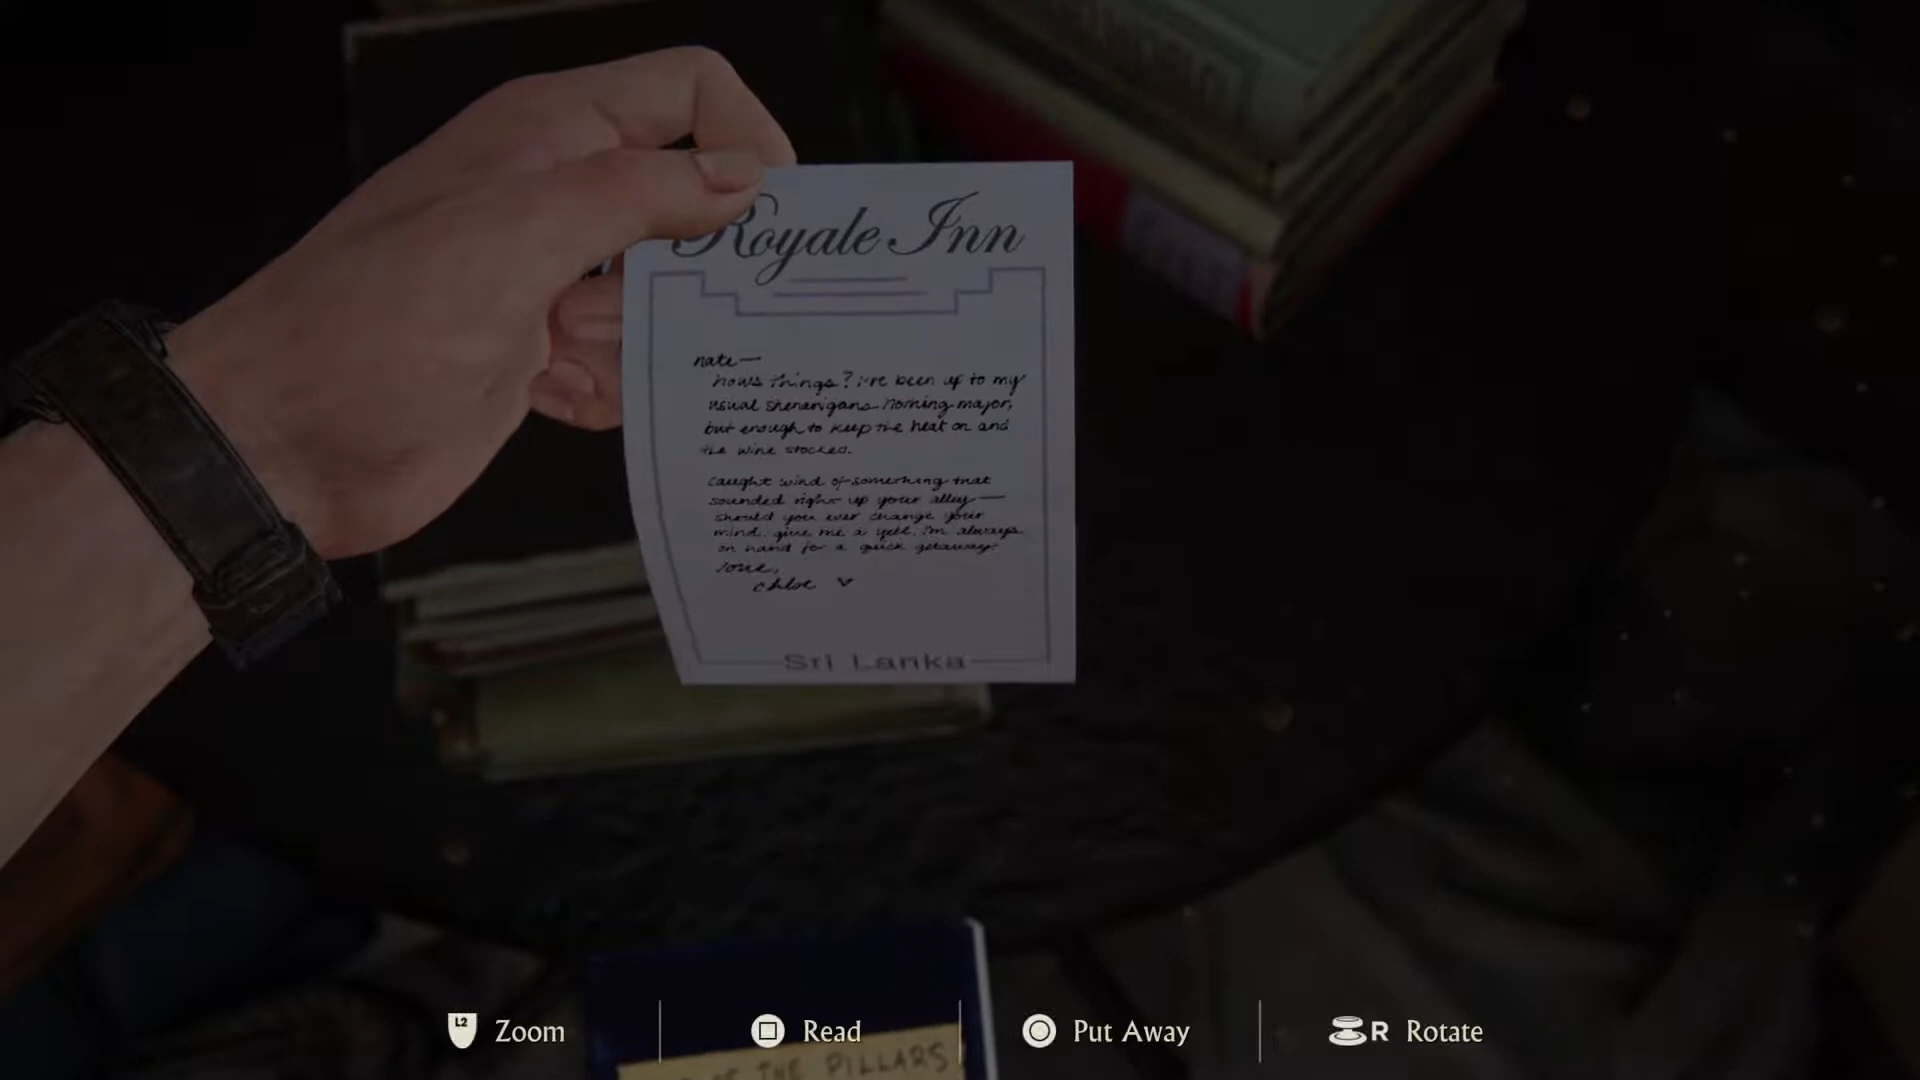 Royale Inn
nate—
hows things? I've been up to my
usual shenanigans. Nothing major,
but enough to keep the heat on and
the wine stocked.
caught wind of something that
sounded right up your alley—
should you ever change your
mind, give me a yell. I'm always
on hand for a quick getaway.
love,
chloe
Sri Lanka
OF THE PILLARS
L2 Zoom
Read
Put Away
R Rotate